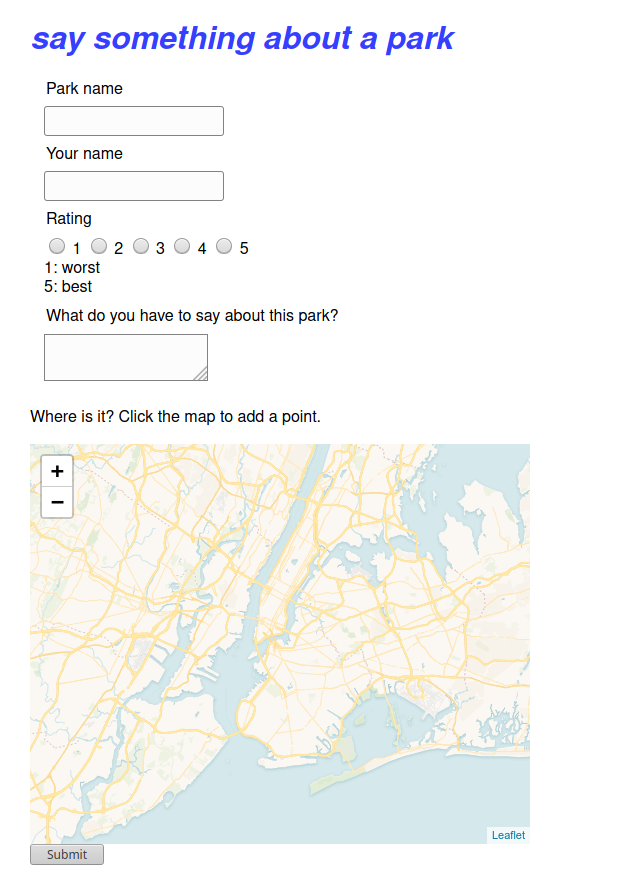 say something about a park
Park name
Your name
Rating
1 2 3 4 5
1: worst
5: best
What do you have to say about this park?
Where is it? Click the map to add a point.
+
−
Leaflet
Submit